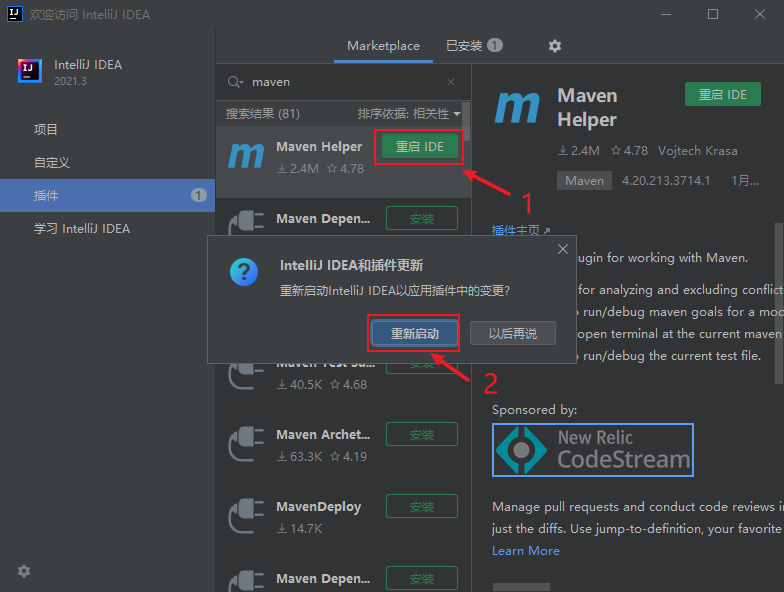 欢迎访问 IntelliJ IDEA
IntelliJ IDEA
2021.3
项目
自定义
插件
1
学习 IntelliJ IDEA
Marketplace
已安装 1
maven
搜索结果 (81)
排序依据: 相关性
Maven Helper
重启 IDE
2.4M
4.78
1
Maven Depen...
安装
IntelliJ IDEA和插件更新
重新启动IntelliJ IDEA以应用插件中的变更?
重新启动
以后再说
2
40.5K
4.68
Maven Archet...
安装
63.3K
4.19
MavenDeploy
安装
14.7K
Maven Depen...
安装
Maven
Helper
重启 IDE
2.4M
4.78
Vojtech Krasa
Maven
4.20.213.3714.1
1月...
插件主页
ugin for working with Maven.
for analyzing and excluding conflict
run/debug maven goals for a mod
open terminal at the current maven
run/debug the current test file.
Sponsored by:
New Relic
CodeStream
Manage pull requests and conduct code reviews i
just the diffs. Use jump-to-definition, your favorite
Learn More